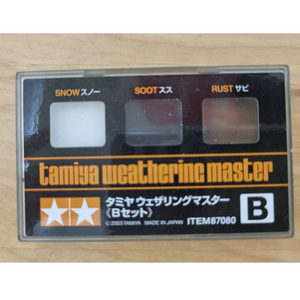 SNOW スノー SOOT スス RUST サビ
tamiya weathering master
タミヤ ウェザリングマスター
《Bセット》
©2005 TAMIYA MADE IN JAPAN ITEM87080
B